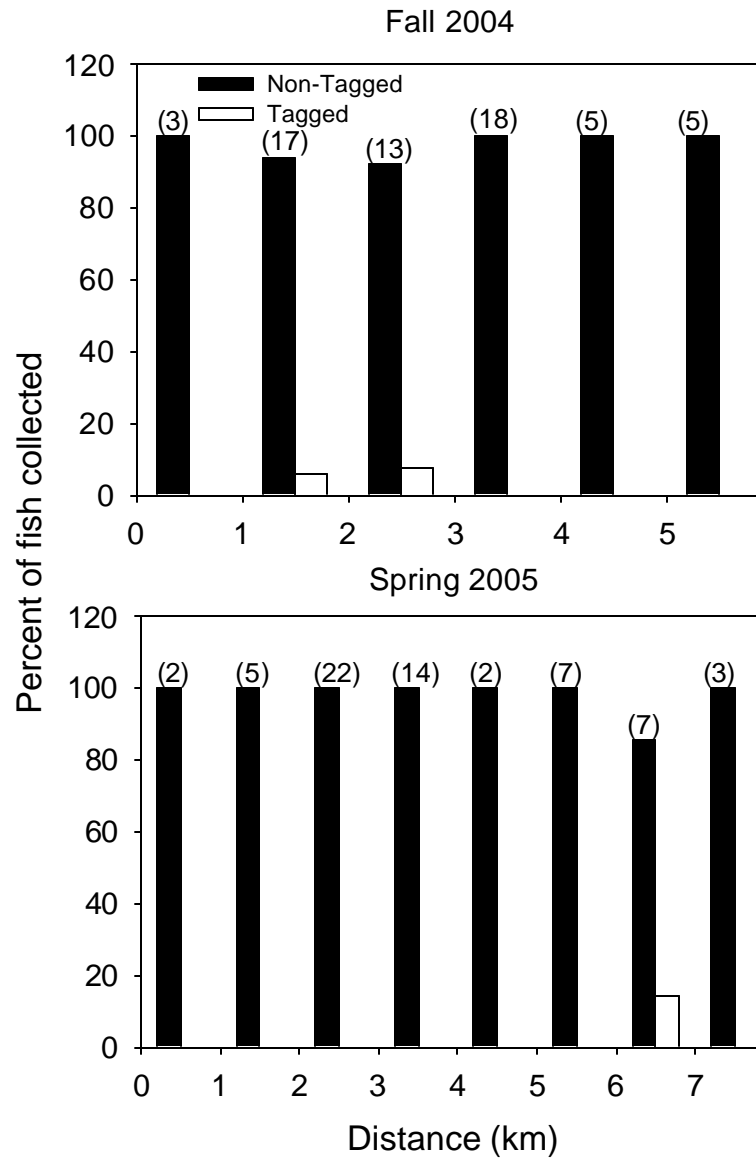 Fall 2004
120
100
80
60
40
20
0
Non-Tagged
Tagged
(3) (17) (13) (18) (5) (5)
0 1 2 3 4 5
Percent of fish collected
Spring 2005
120
100
80
60
40
20
0
(2) (5) (22) (14) (2) (7) (7) (3)
0 1 2 3 4 5 6 7
Distance (km)